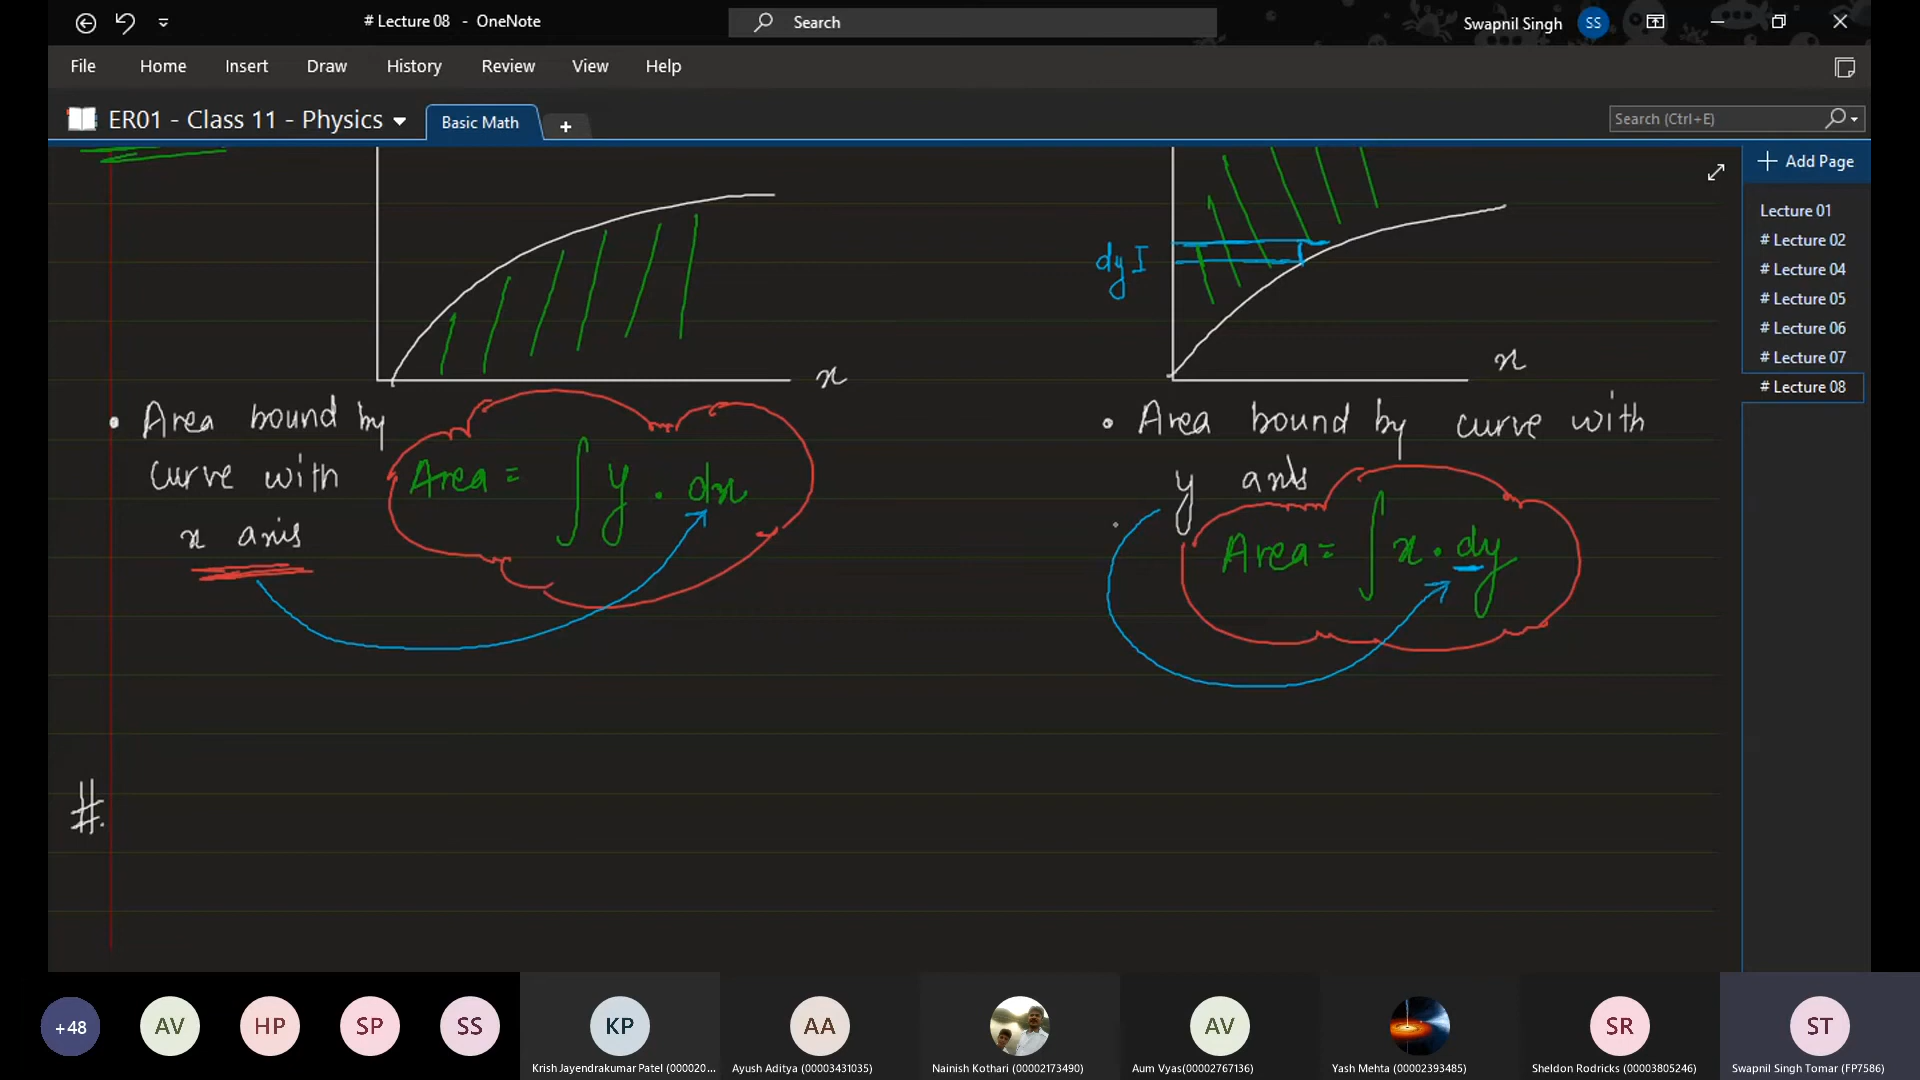 # Lecture 08 - OneNote
Search
Swapnil Singh
SS
File Home Insert Draw History Review View Help
ER01 - Class 11 - Physics
Basic Math
+
Search (Ctrl+E)
Add Page
Lecture 01
# Lecture 02
# Lecture 04
# Lecture 05
# Lecture 06
# Lecture 07
# Lecture 08
dy
x
x
• Area bound by
curve with
x axis
Area = ∫ y . dx
• Area bound by curve with
y axis
Area = ∫ x . dy
#.
+48
AV
HP
SP
SS
KP
Krish Jayendrakumar Patel (000020...
AA
Ayush Aditya (00003431035)
Nainish Kothari (00002173490)
AV
Aum Vyas(00002767136)
Yash Mehta (00002393485)
SR
Sheldon Rodricks (00003805246)
ST
Swapnil Singh Tomar (FP7586)